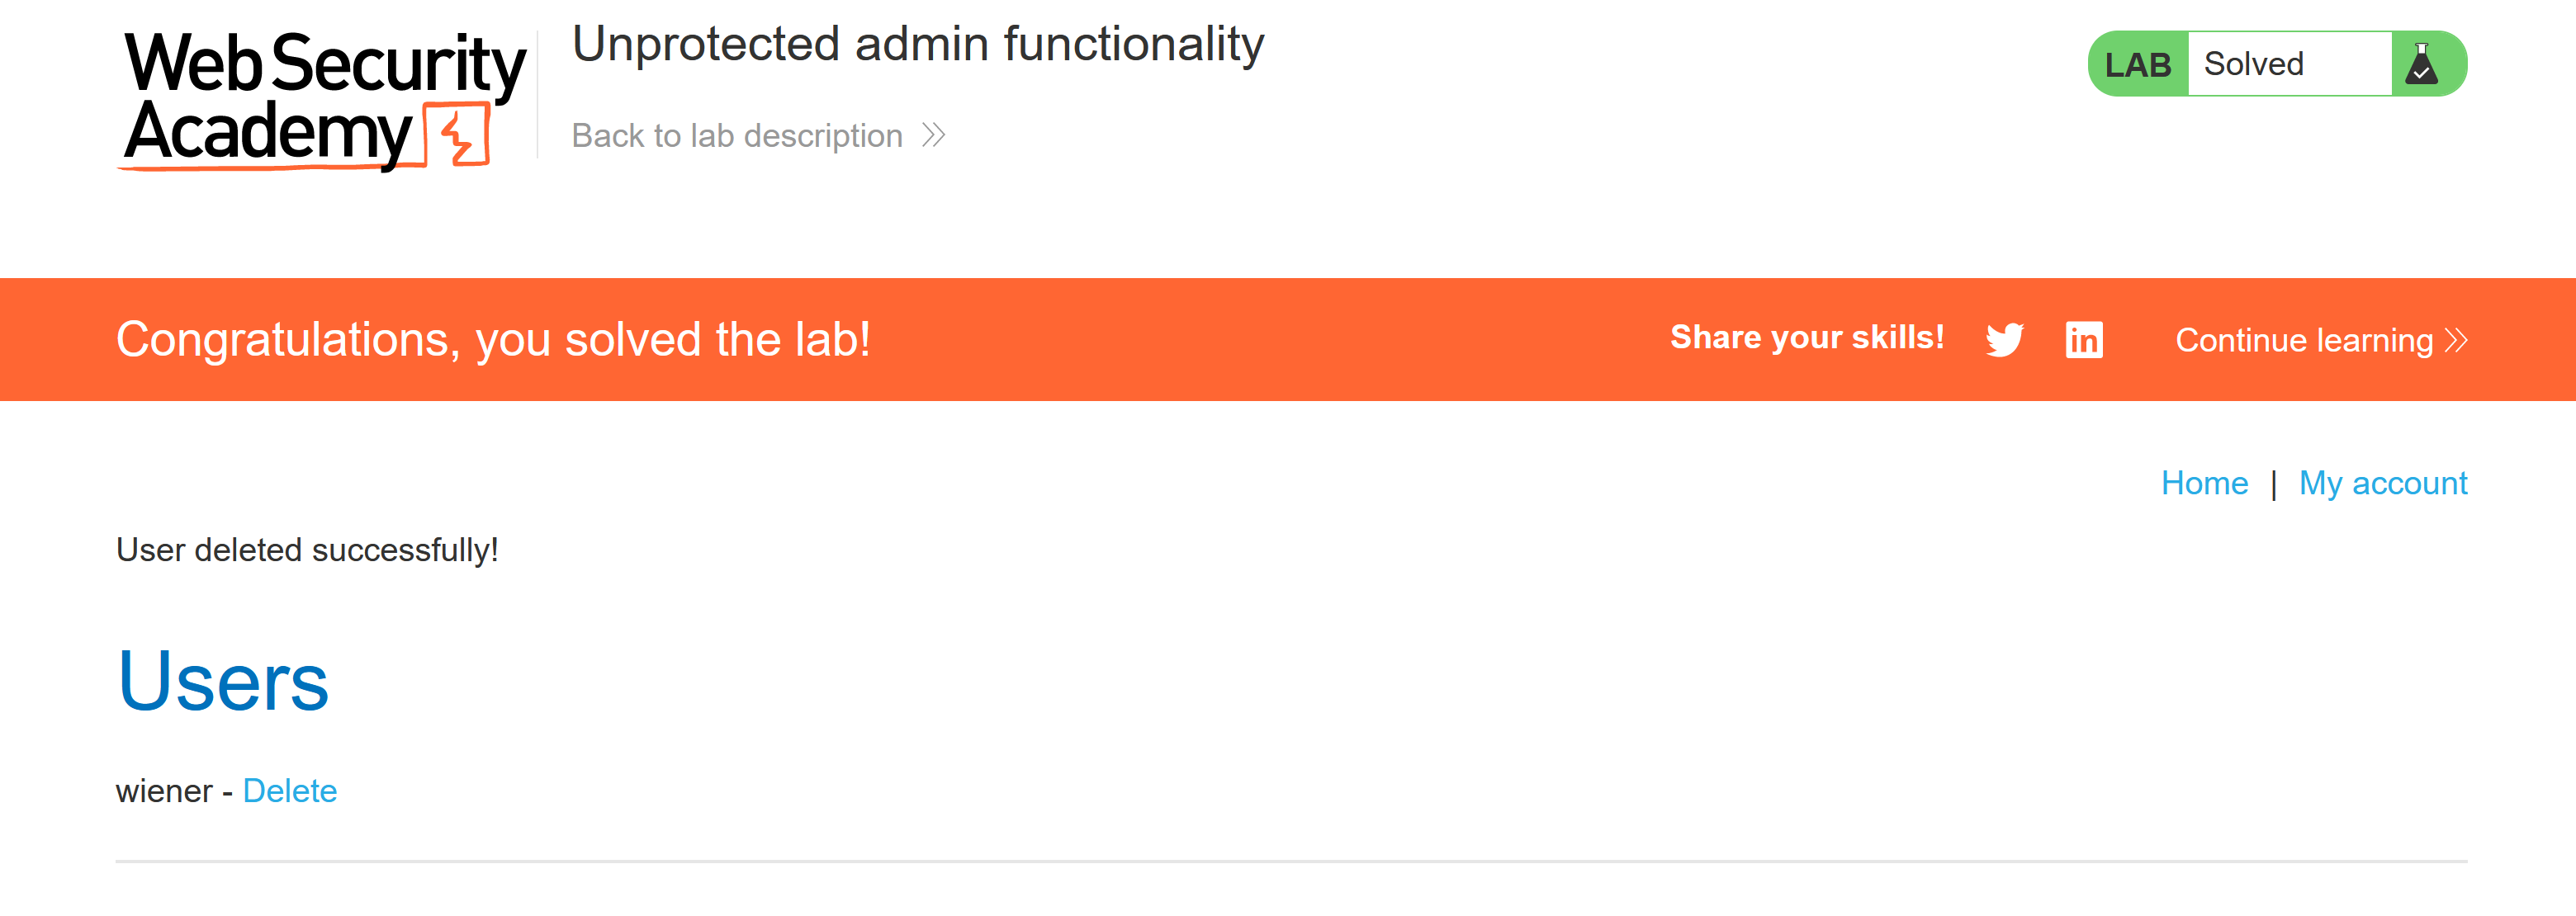 Web Security
Academy
Unprotected admin functionality
Back to lab description
LAB Solved
Congratulations, you solved the lab!
Share your skills!
in
Continue learning
Home | My account
User deleted successfully!
Users
wiener - Delete